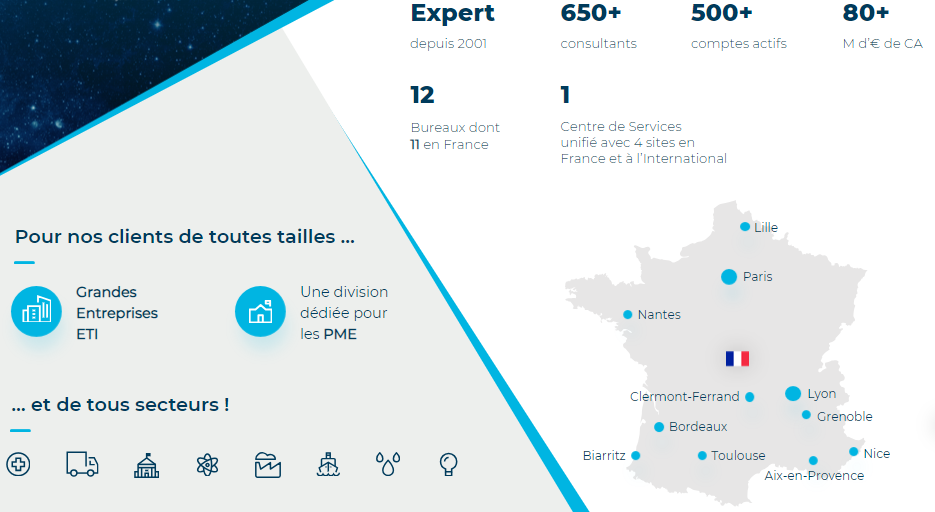 Expert
depuis 2001
650+
consultants
500+
comptes actifs
80+
M d'€ de CA
12
Bureaux dont
11 en France
1
Centre de Services
unifié avec 4 sites en
France et à l'International
Pour nos clients de toutes tailles ...
Grandes
Entreprises
ETI
Une division
dédiée pour
les PME
... et de tous secteurs !
Lille
Paris
Nantes
Clermont-Ferrand
Lyon
Grenoble
Bordeaux
Biarritz
Toulouse
Nice
Aix-en-Provence